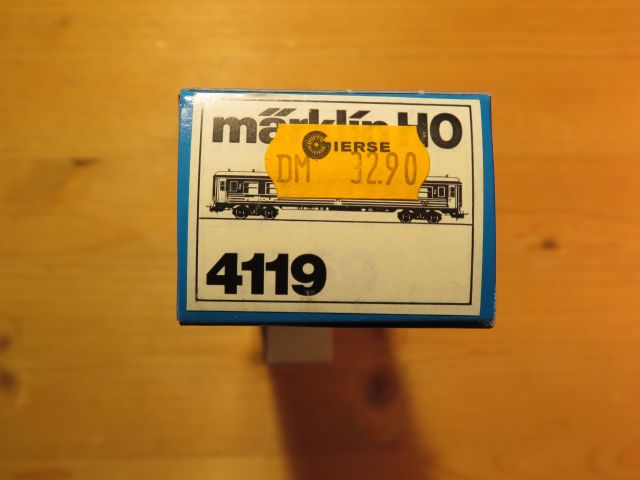 märklin HO
GIERSE
DM 32.90
4119